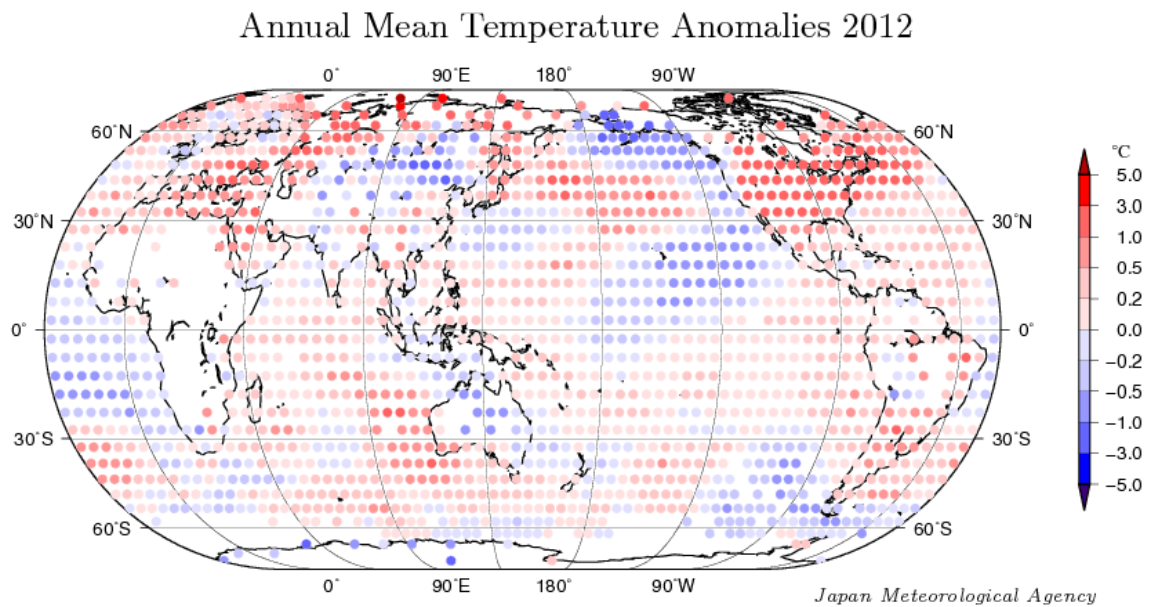 Annual Mean Temperature Anomalies 2012
0° 90°E 180° 90°W
60°N 60°N
°C
5.0
3.0
30°N 30°N
1.0
0.5
0.2
0° 0° 0.0
−0.2
−0.5
−1.0
30°S 30°S
−3.0
−5.0
60°S 60°S
0° 90°E 180° 90°W
Japan Meteorological Agency